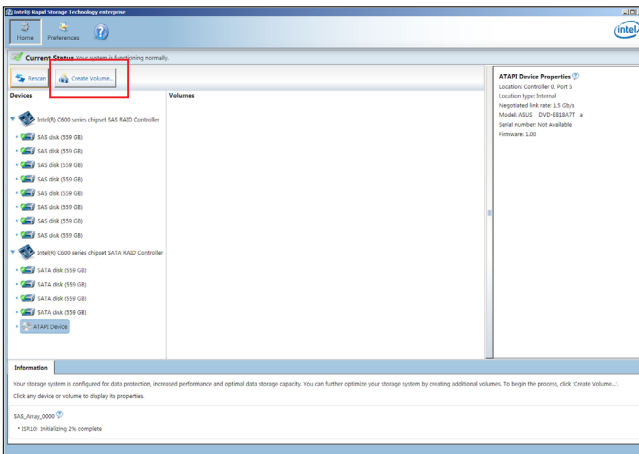 Intel® Rapid Storage Technology enterprise
Home
Preferences
intel
Current Status Your system is functioning normally.
Rescan
Create Volume...
Devices
Volumes
Intel(R) C600 series chipset SAS RAID Controller
SAS disk (559 GB)
SAS disk (559 GB)
SAS disk (559 GB)
SAS disk (559 GB)
SAS disk (559 GB)
SAS disk (559 GB)
SAS disk (559 GB)
SAS disk (559 GB)
Intel(R) C600 series chipset SATA RAID Controller
SATA disk (559 GB)
SATA disk (559 GB)
SATA disk (559 GB)
SATA disk (559 GB)
ATAPI Device
ATAPI Device Properties
Location: Controller 0, Port 5
Location type: Internal
Negotiated link rate: 1.5 Gb/s
Model: ASUS DVD-E818A7T a
Serial number: Not Available
Firmware: 1.00
Information
Your storage system is configured for data protection, increased performance and optimal data storage capacity. You can further optimize your storage system by creating additional volumes. To begin the process, click 'Create Volume...'.
Click any device or volume to display its properties.
SAS_Array_0000
• ISR10: Initializing 2% complete